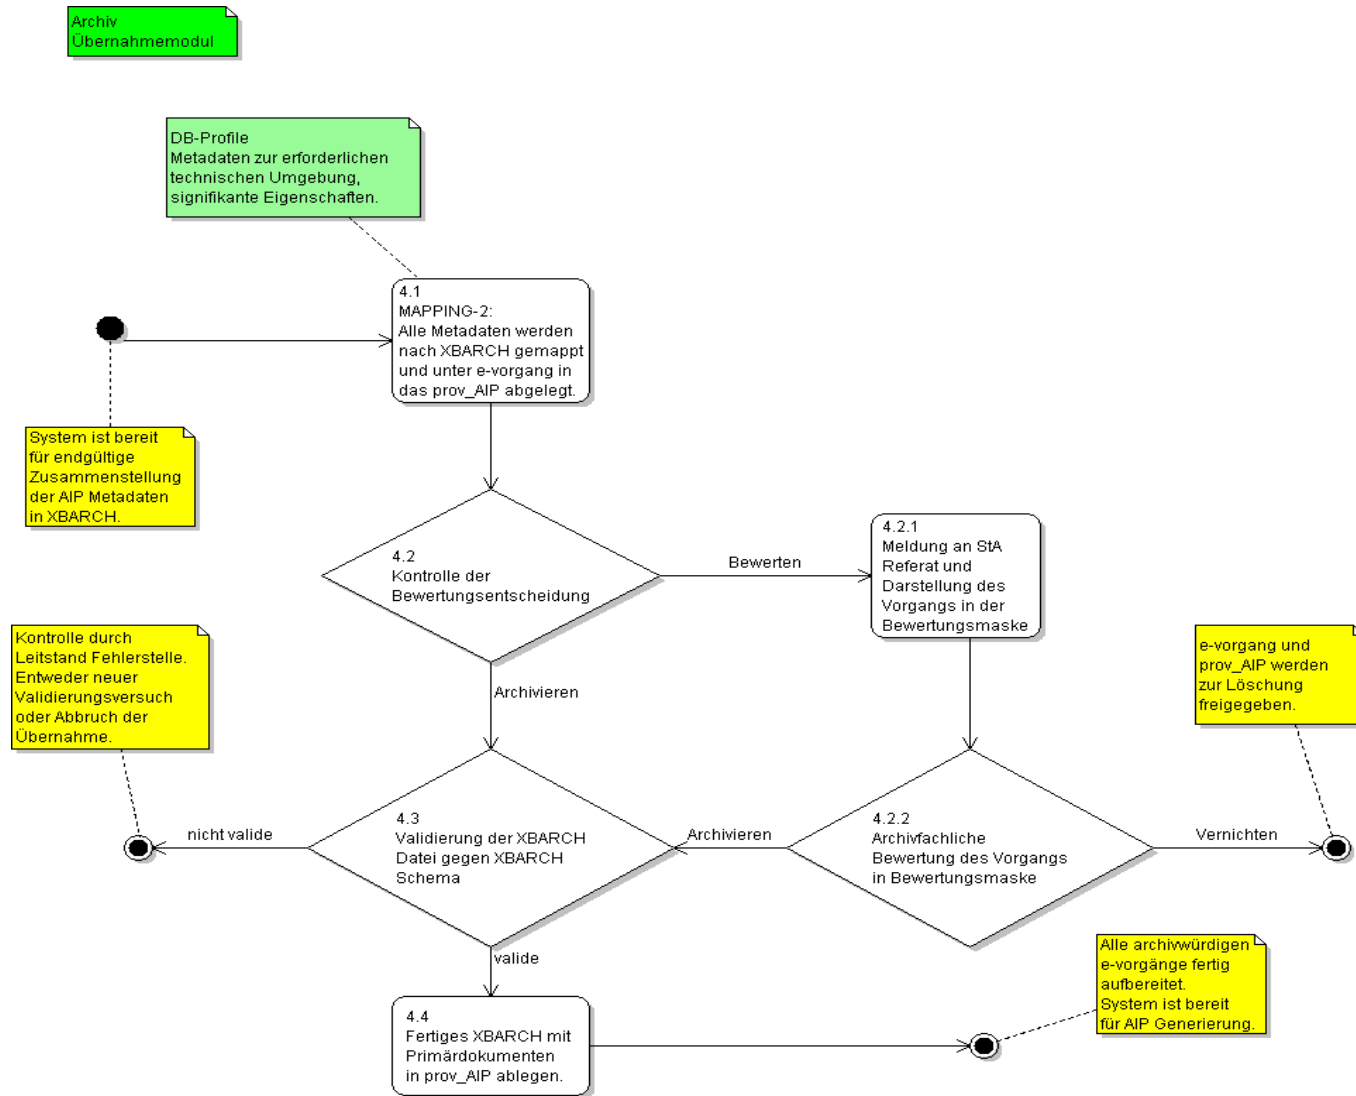 Archiv
Übernahmemodul
DB-Profile
Metadaten zur erforderlichen
technischen Umgebung,
signifikante Eigenschaften.
4.1
MAPPING-2:
Alle Metadaten werden
nach XBARCH gemappt
und unter e-vorgang in
das prov_AIP abgelegt.
System ist bereit
für endgültige
Zusammenstellung
der AIP Metadaten
in XBARCH.
4.2
Kontrolle der
Bewertungsentscheidung
Bewerten
4.2.1
Meldung an StA
Referat und
Darstellung des
Vorgangs in der
Bewertungsmaske
Kontrolle durch
Leitstand Fehlerstelle.
Entweder neuer
Validierungsversuch
oder Abbruch der
Übernahme.
Archivieren
e-vorgang und
prov_AIP werden
zur Löschung
freigegeben.
nicht valide
4.3
Validierung der XBARCH
Datei gegen XBARCH
Schema
Archivieren
4.2.2
Archivfachliche
Bewertung des Vorgangs
in Bewertungsmaske
Vernichten
valide
4.4
Fertiges XBARCH mit
Primärdokumenten
in prov_AIP ablegen.
Alle archivwürdigen
e-vorgänge fertig
aufbereitet.
System ist bereit
für AIP Generierung.